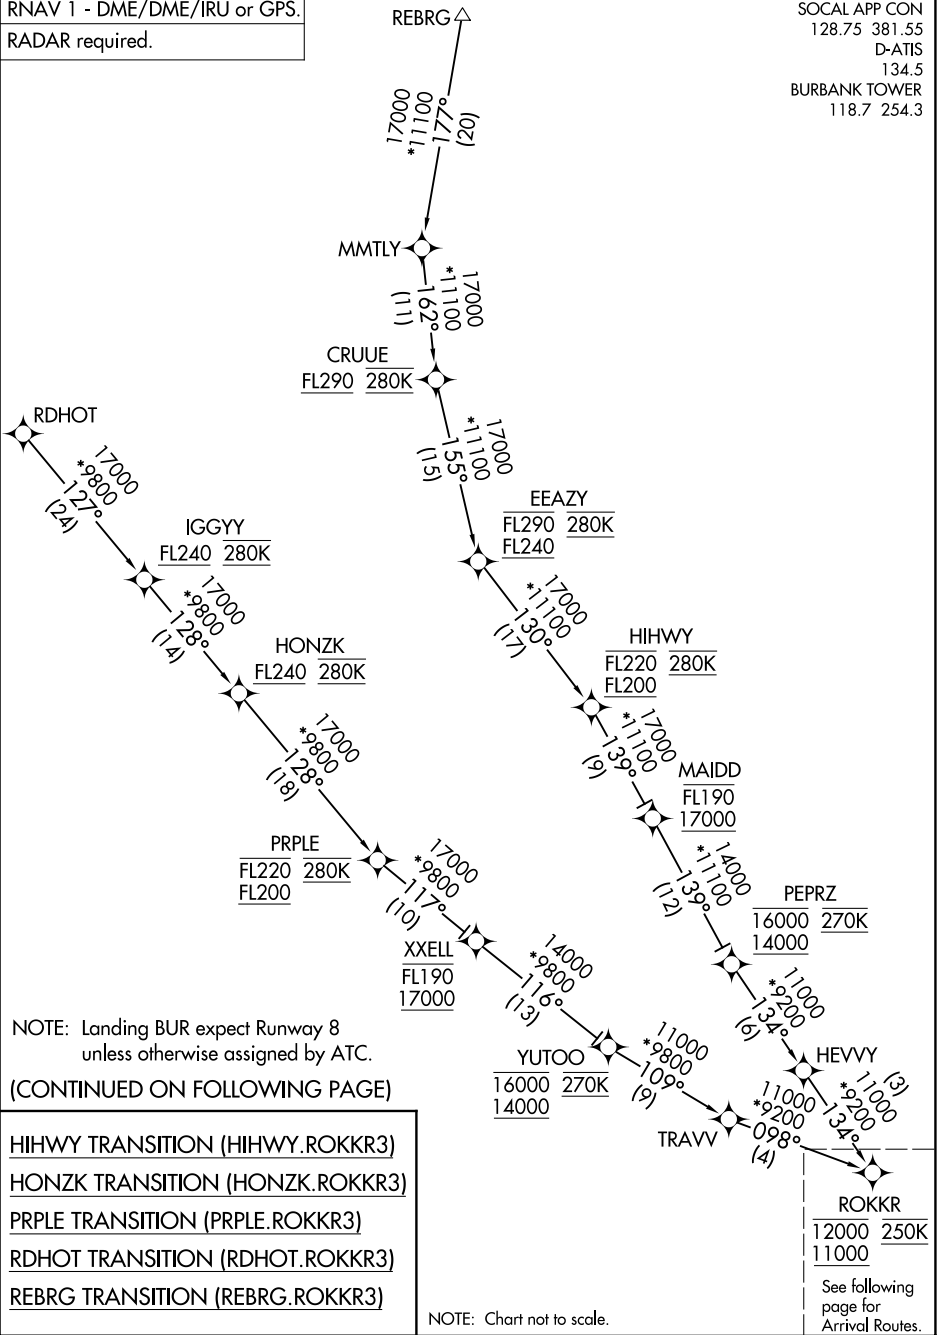 RNAV 1 - DME/DME/IRU or GPS.
RADAR required.
SOCAL APP CON
128.75 381.55
D-ATIS
134.5
BURBANK TOWER
118.7 254.3
REBRG
17000
*11100
177°
(20)
MMTLY
17000
*11100
162°
(11)
CRUUE
FL290 280K
17000
*11100
155°
(15)
RDHOT
17000
*9800
127°
(24)
EEAZY
FL290 280K
FL240
IGGYY
FL240 280K
17000
*11100
130°
(17)
17000
*9800
128°
(14)
HIHWY
FL220 280K
FL200
HONZK
FL240 280K
17000
*11100
139°
(9)
17000
*9800
128°
(18)
MAIDD
FL190
17000
PRPLE
FL220 280K
FL200
17000
*9800
117°
(10)
14000
*11100
139°
(12)
PEPRZ
16000 270K
14000
XXELL
FL190
17000
14000
*9800
116°
(13)
11000
*9200
134°
(6)
NOTE: Landing BUR expect Runway 8
unless otherwise assigned by ATC.
(CONTINUED ON FOLLOWING PAGE)
YUTOO
16000 270K
14000
11000
*9800
109°
(9)
HEVVY
(3)
11000
*9200
134°
TRAVV
11000
*9200
098°
(4)
ROKKR
12000 250K
11000
See following
page for
Arrival Routes.
HIHWY TRANSITION (HIHWY.ROKKR3)
HONZK TRANSITION (HONZK.ROKKR3)
PRPLE TRANSITION (PRPLE.ROKKR3)
RDHOT TRANSITION (RDHOT.ROKKR3)
REBRG TRANSITION (REBRG.ROKKR3)
NOTE: Chart not to scale.